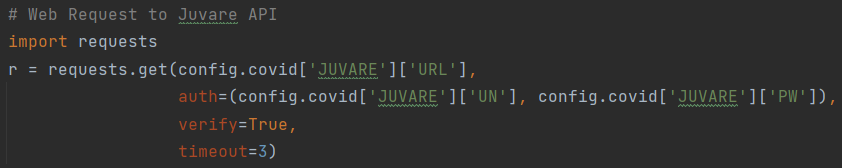 # Web Request to Juvare API
import requests
r = requests.get(config.covid['JUVARE']['URL'],
auth=(config.covid['JUVARE']['UN'], config.covid['JUVARE']['PW']),
verify=True,
timeout=3)